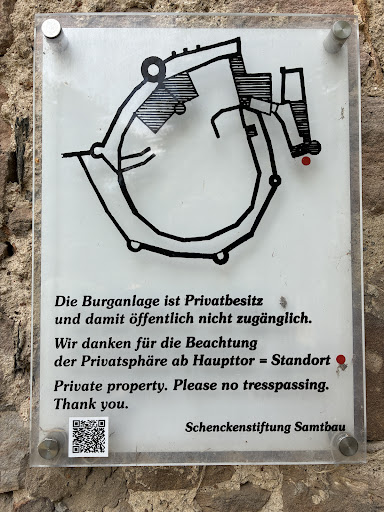 Die Burganlage ist Privatbesitz
und damit öffentlich nicht zugänglich.
Wir danken für die Beachtung
der Privatsphäre ab Haupttor = Standort
Private property. Please no tresspassing.
Thank you.
Schenckenstiftung Samtbau